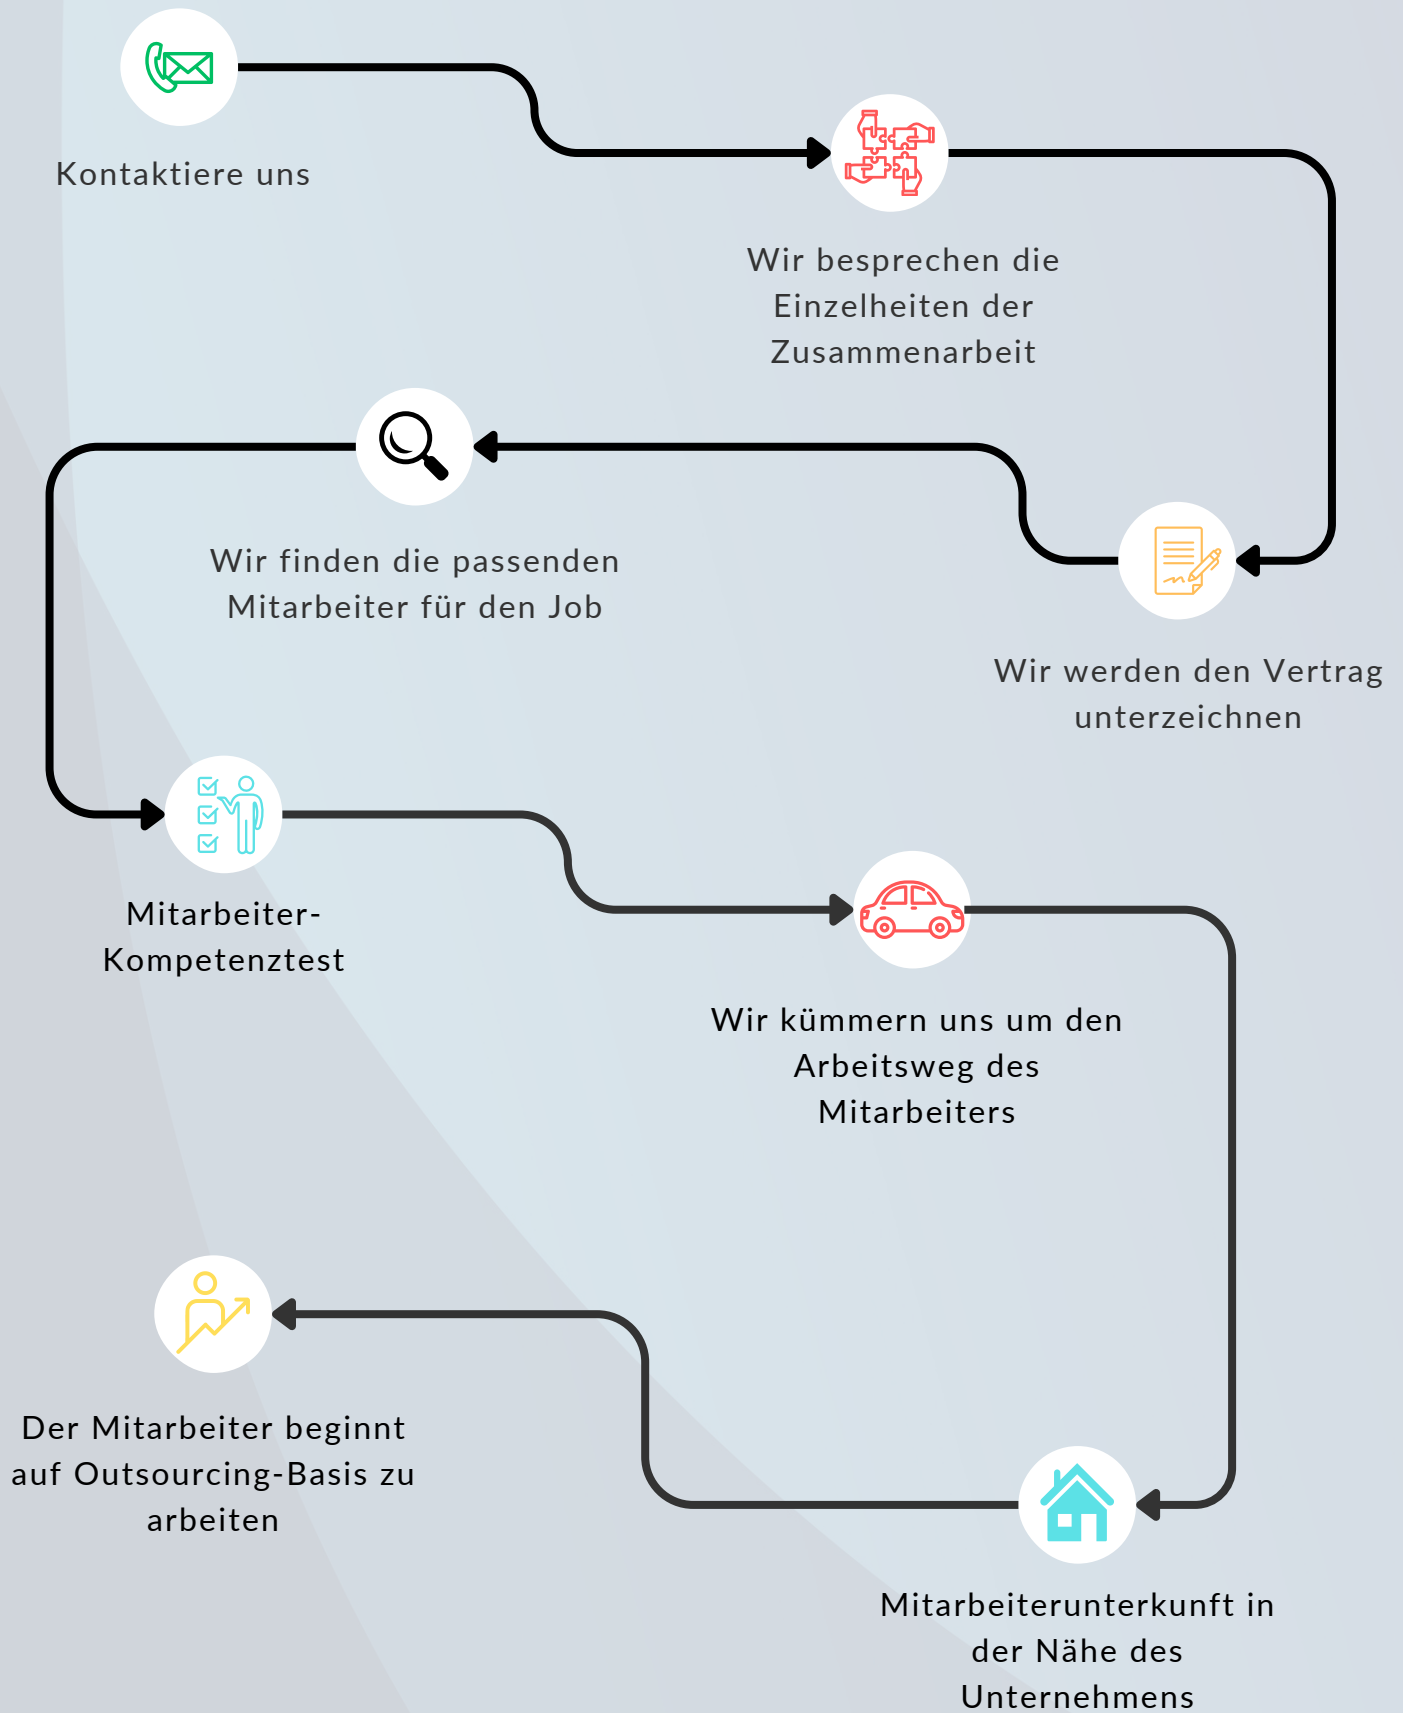 Kontaktiere uns
Wir besprechen die
Einzelheiten der
Zusammenarbeit
Wir werden den Vertrag
unterzeichnen
Wir finden die passenden
Mitarbeiter für den Job
Mitarbeiter-
Kompetenztest
Wir kümmern uns um den
Arbeitsweg des
Mitarbeiters
Mitarbeiterunterkunft in
der Nähe des
Unternehmens
Der Mitarbeiter beginnt
auf Outsourcing-Basis zu
arbeiten